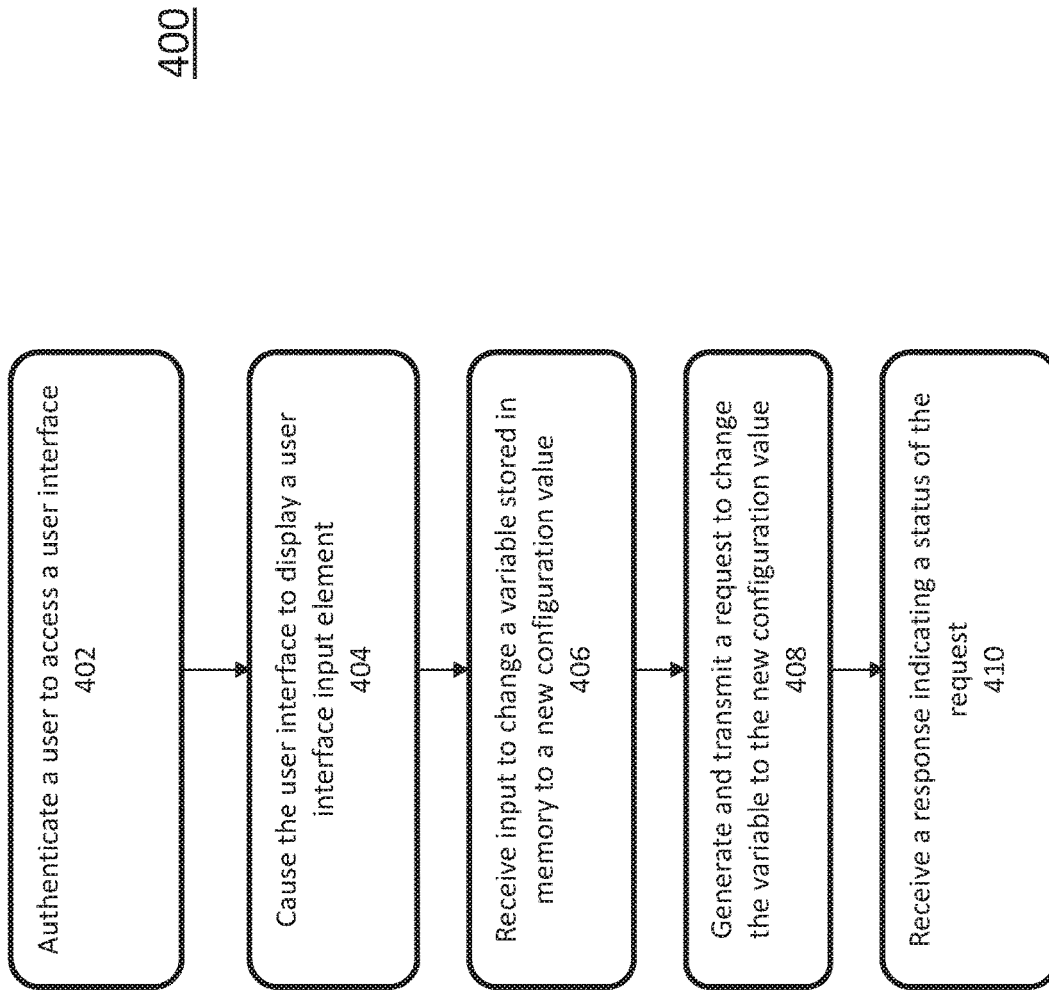 400
Authenticate a user to access a user interface
402
Cause the user interface to display a user
interface input element
404
Receive input to change a variable stored in
memory to a new configuration value
406
Generate and transmit a request to change
the variable to the new configuration value
408
Receive a response indicating a status of the
request
410